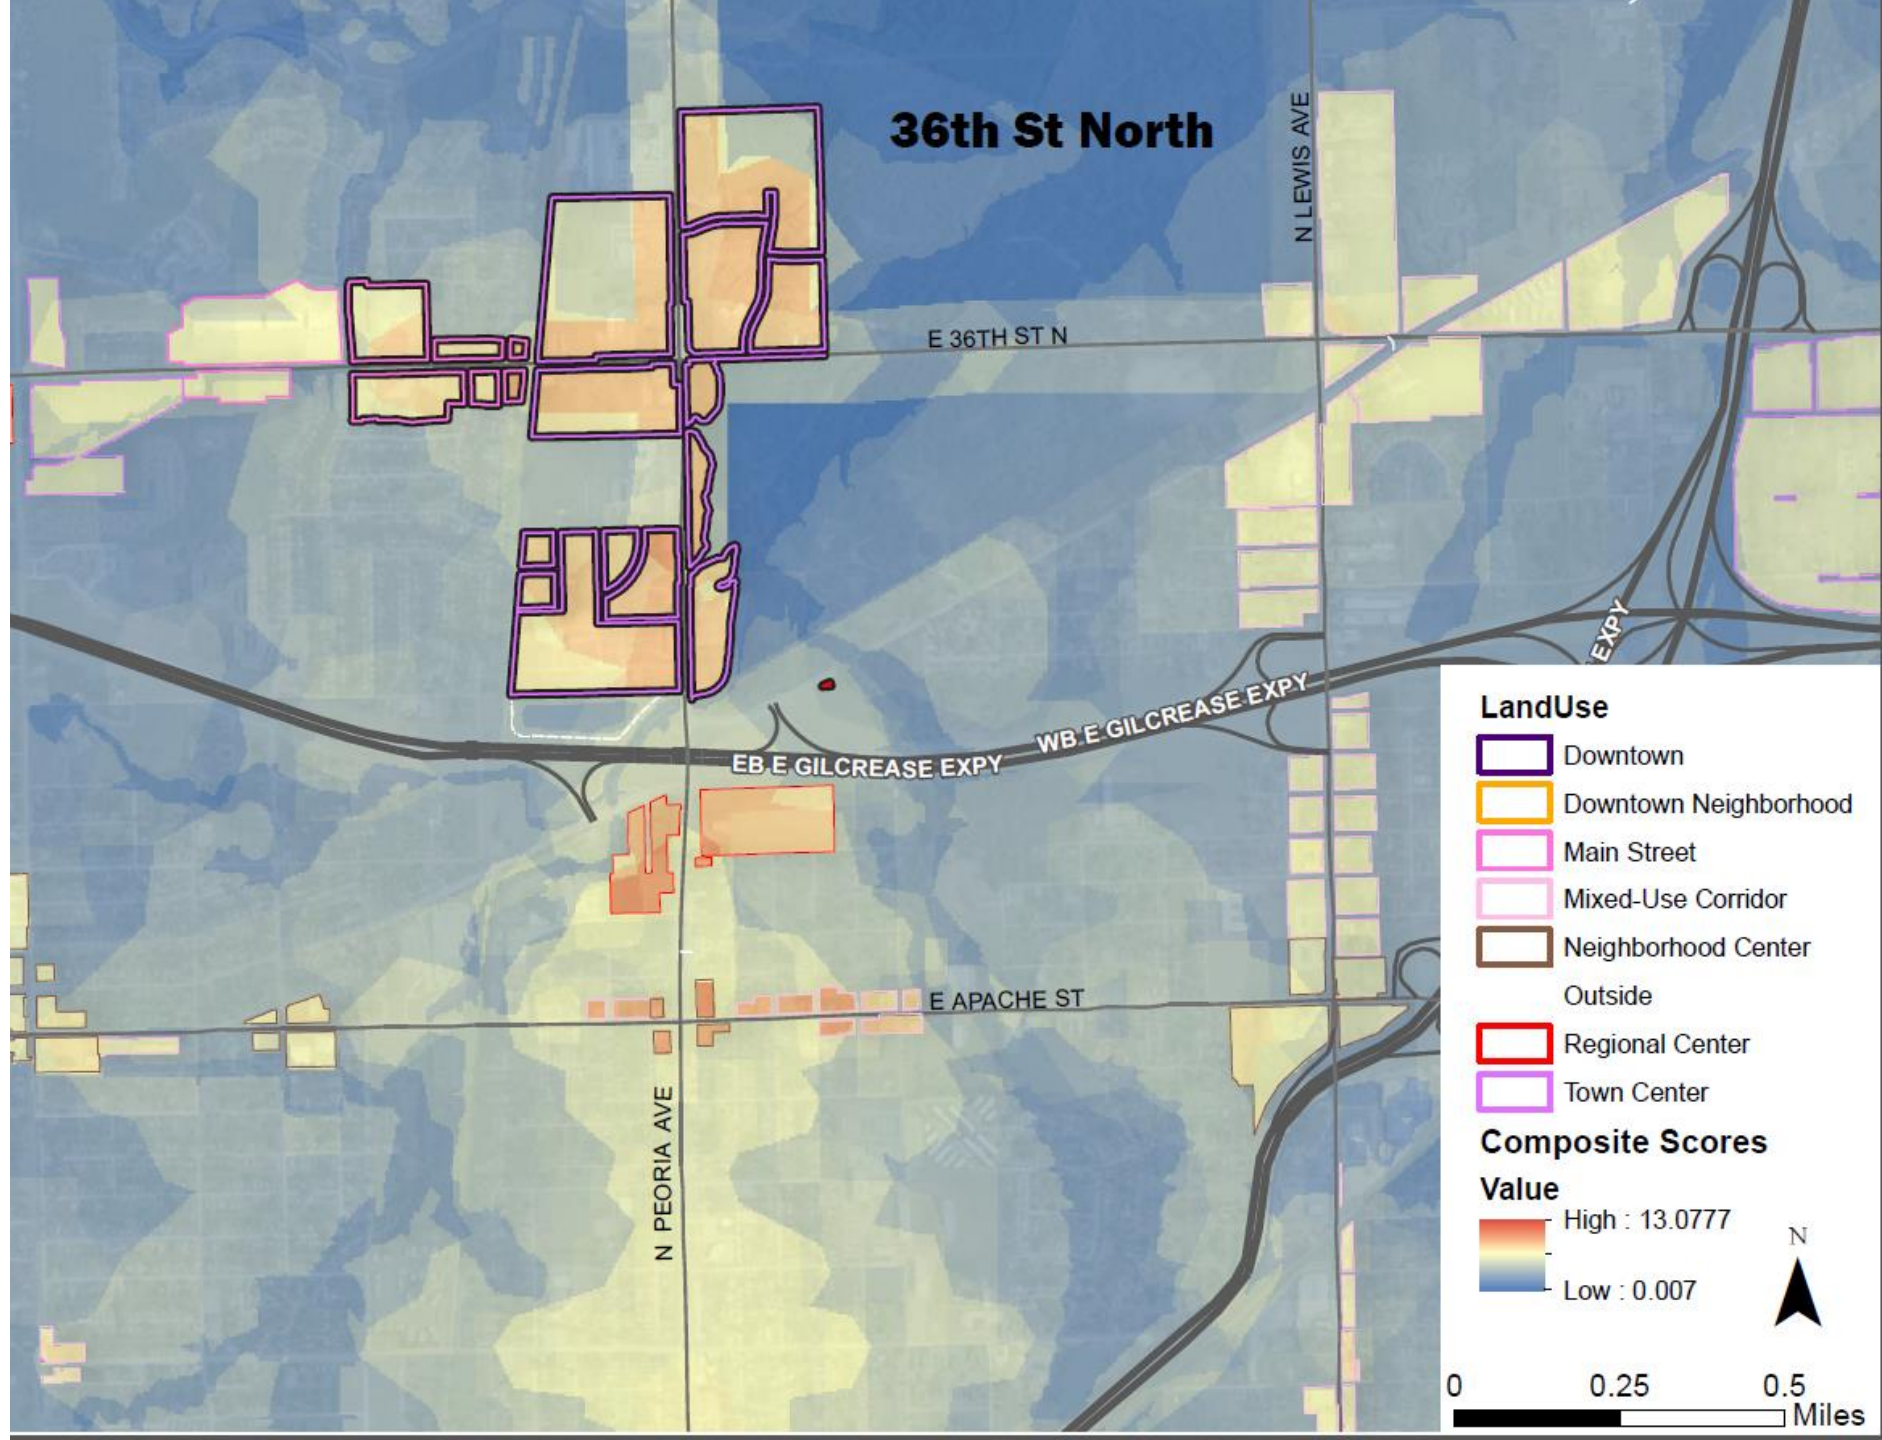 36th St North
N LEWIS AVE
E 36TH ST N
EXPY
WB E GILCREASE EXPY
EB E GILCREASE EXPY
E APACHE ST
N PEORIA AVE
LandUse
Downtown
Downtown Neighborhood
Main Street
Mixed-Use Corridor
Neighborhood Center
Outside
Regional Center
Town Center
Composite Scores
Value
High : 13.0777
Low : 0.007
N
0 0.25 0.5
Miles